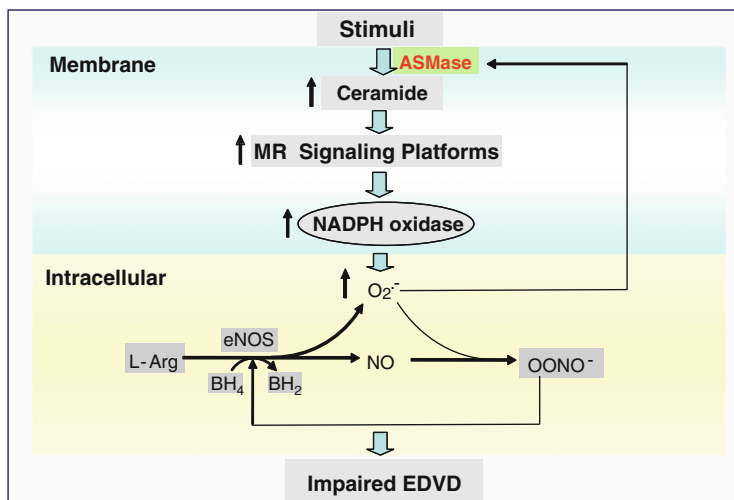 Stimuli
Membrane
ASMase
Ceramide
MR Signaling Platforms
NADPH oxidase
Intracellular
O2·-
eNOS
L-Arg
NO
OONO-
BH4
BH2
Impaired EDVD